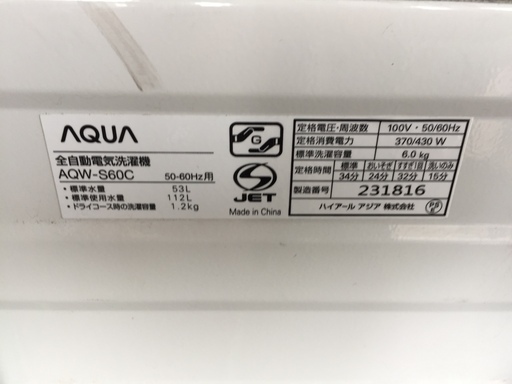 AQUA
全自動電気洗濯機
AQW-S60C 50-60Hz用
・標準水量 53L
・標準使用水量 112L
・ドライコース時の洗濯容量 1.2kg
G
JET
Made in China
定格電圧・周波数 100V・50/60Hz
定格消費電力 370/430 W
標準洗濯容量 6.0 kg
定格時間 標準 おいそぎ すすぎ1回 洗いのみ
34分 24分 32分 15分
製造番号 231816
ハイアール アジア 株式会社
PS
E